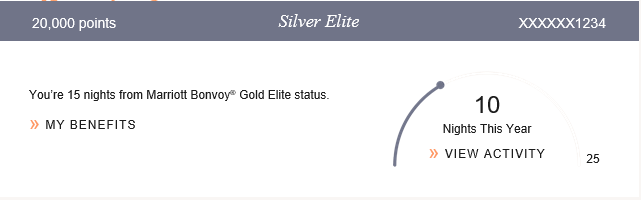 20,000 points Silver Elite XXXXXX1234
You're 15 nights from Marriott Bonvoy® Gold Elite status.
» MY BENEFITS
10
Nights This Year
» VIEW ACTIVITY
25